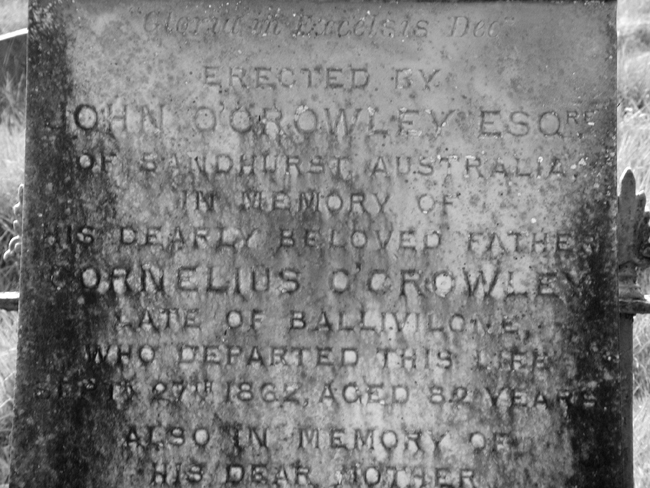 "Gloria in Excelsis Deo"
ERECTED BY
JOHN O'CROWLEY ESQRE
OF SANDHURST, AUSTRALIA,
IN MEMORY OF
HIS DEARLY BELOVED FATHER
CORNELIUS O'CROWLEY
LATE OF BALLIVILONE,
WHO DEPARTED THIS LIFE
SEPTR 27TH 1862, AGED 82 YEARS.
ALSO IN MEMORY OF
HIS DEAR MOTHER